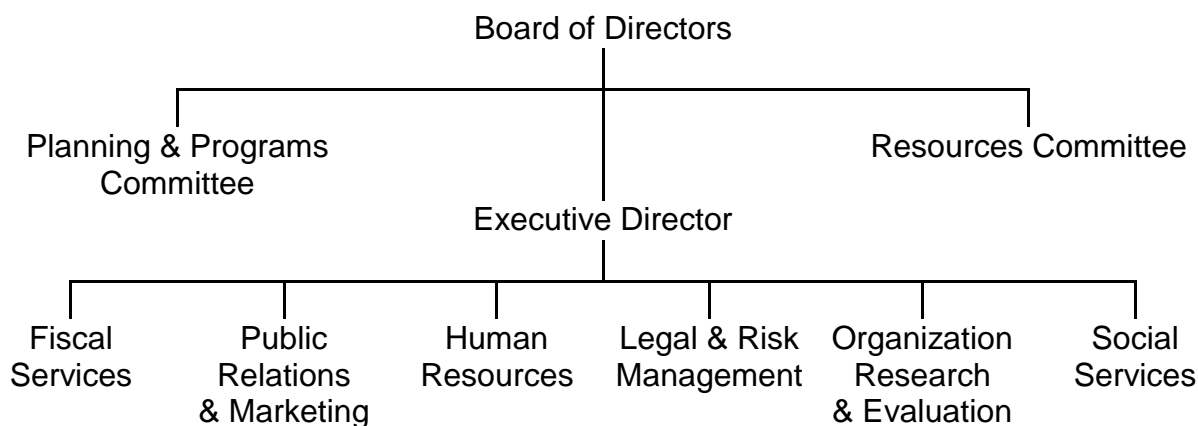 Board of Directors
Planning & Programs
Committee
Resources Committee
Executive Director
Fiscal
Services
Public
Relations
& Marketing
Human
Resources
Legal & Risk
Management
Organization
Research
& Evaluation
Social
Services